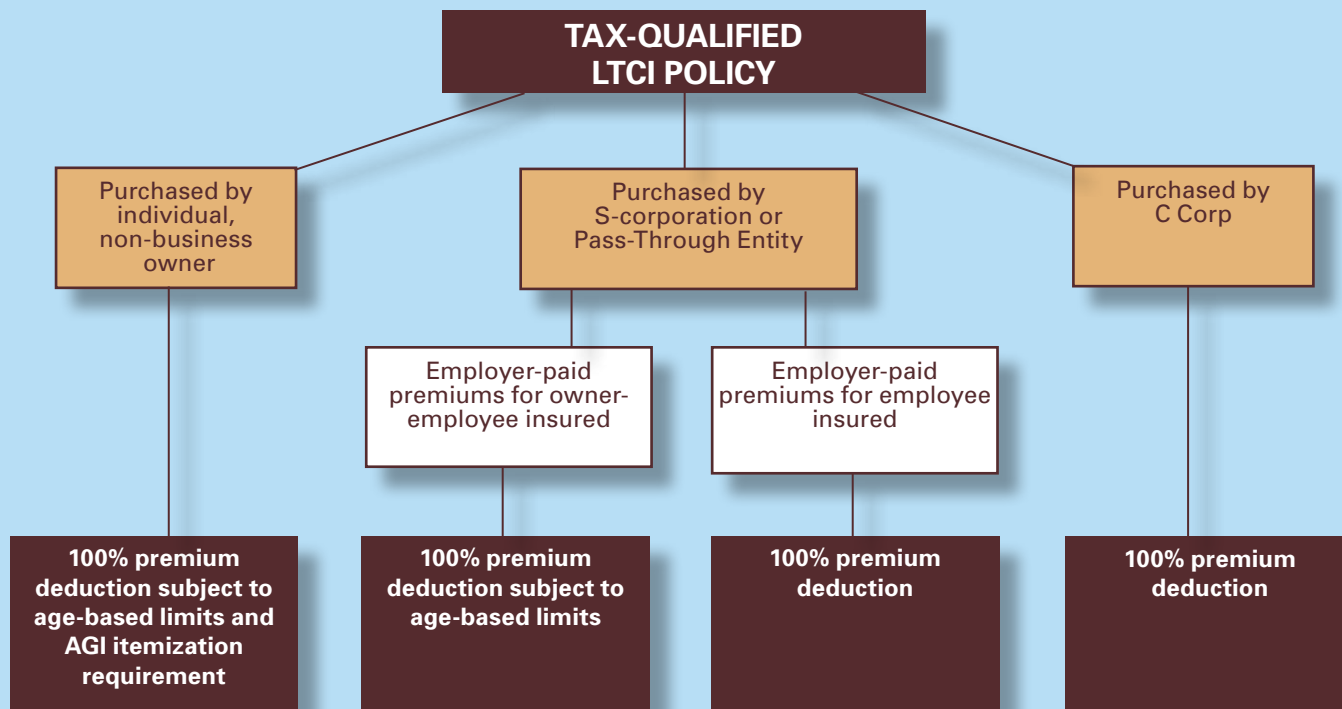 TAX-QUALIFIED
LTCI POLICY
Purchased by
individual,
non-business
owner
Purchased by
S-corporation or
Pass-Through Entity
Purchased by
C Corp
Employer-paid
premiums for owner-
employee insured
Employer-paid
premiums for employee
insured
100% premium
deduction subject to
age-based limits and
AGI itemization
requirement
100% premium
deduction subject to
age-based limits
100% premium
deduction
100% premium
deduction